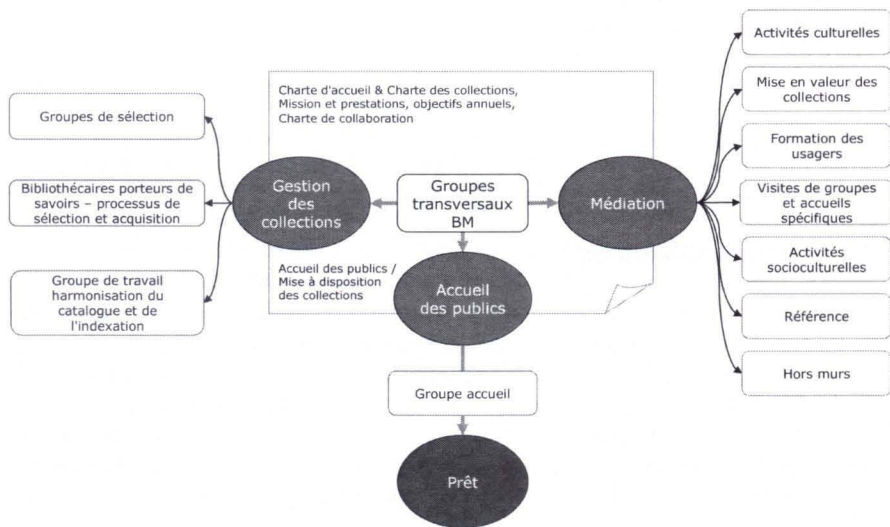 Charte d'accueil & Charte des collections,
Mission et prestations, objectifs annuels,
Charte de collaboration
Groupes de sélection
Bibliothécaires porteurs de
savoirs – processus de
sélection et acquisition
Groupe de travail
harmonisation du
catalogue et de
l'indexation
Gestion
des
collections
Groupes
transversaux
BM
Médiation
Accueil des publics /
Mise à disposition
des collections
Accueil
des publics
Groupe accueil
Prêt
Activités culturelles
Mise en valeur des
collections
Formation des
usagers
Visites de groupes
et accueils
spécifiques
Activités
socioculturelles
Référence
Hors murs